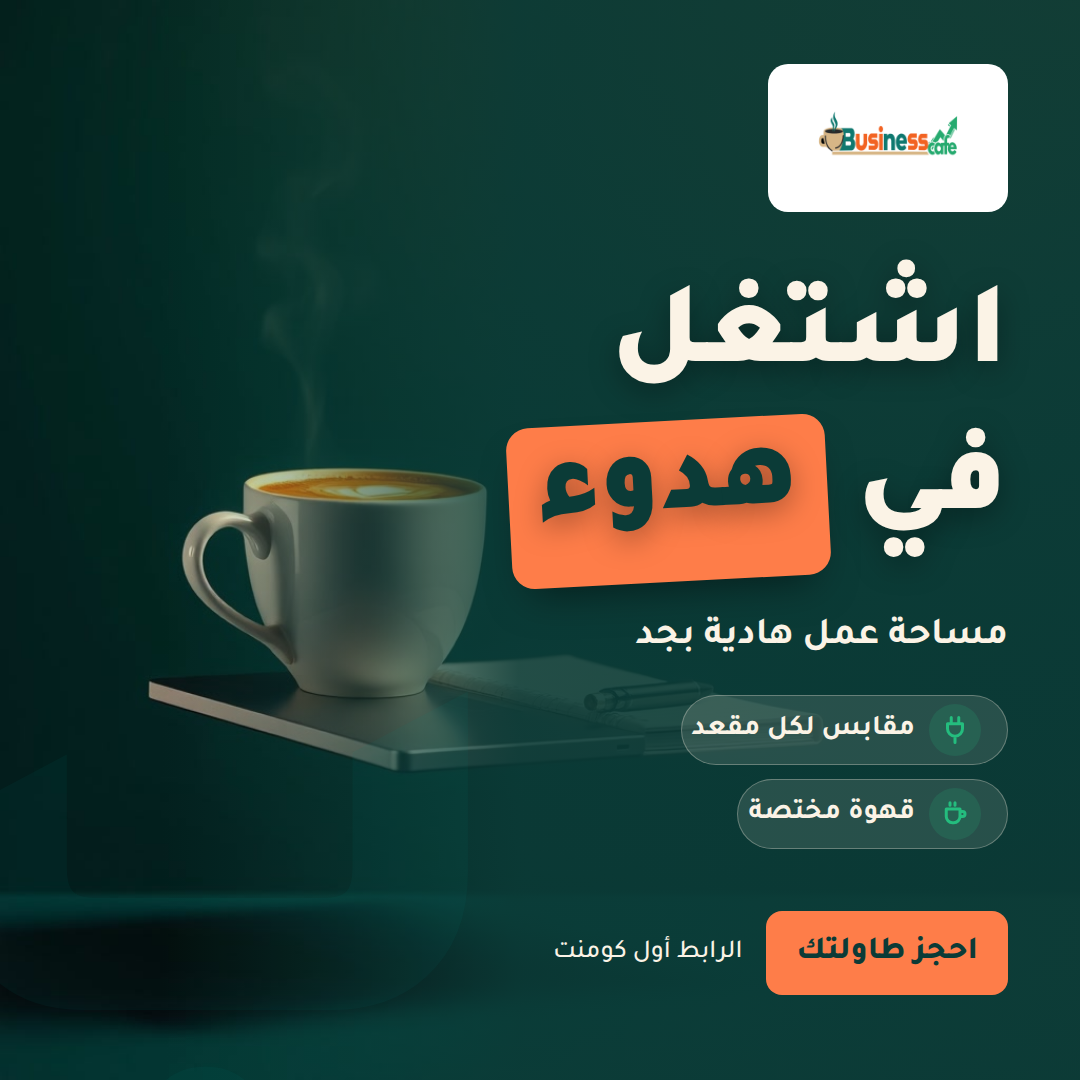 Business cafe
اشتغل
في هدوء
مساحة عمل هادية بجد
مقابس لكل مقعد
قهوة مختصة
احجز طاولتك
الرابط أول كومنت